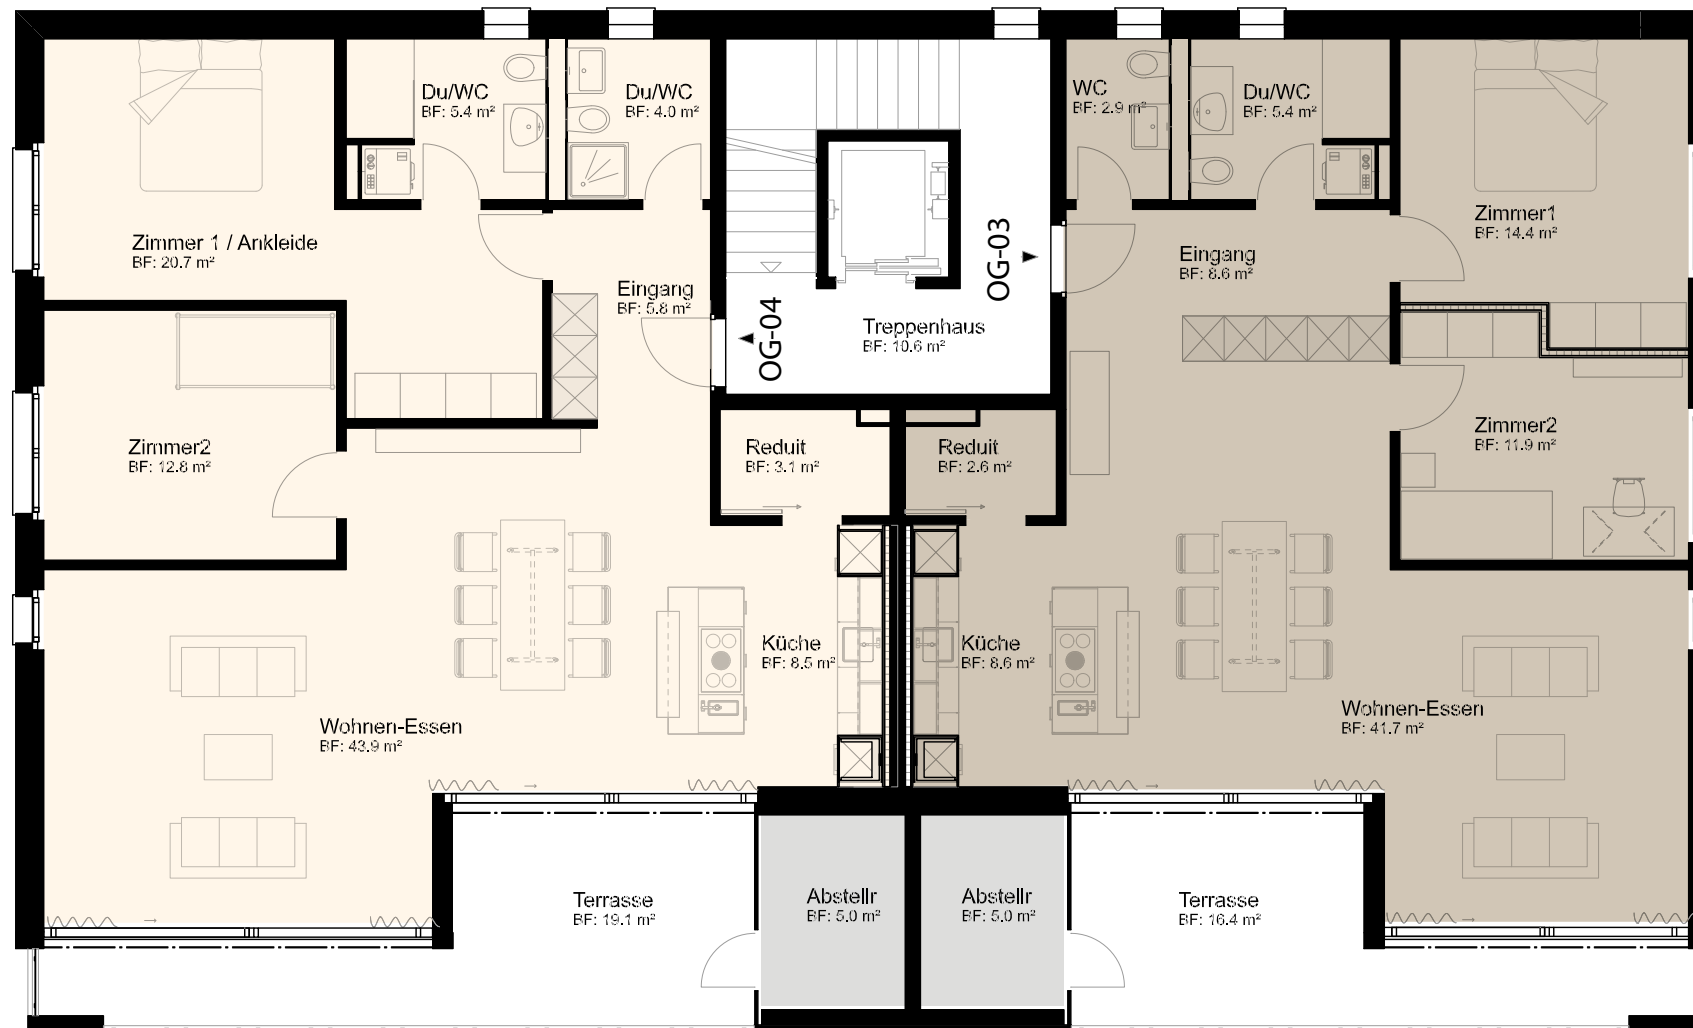 Du/WC
BF: 5.4 m²
Du/WC
BF: 4.0 m²
WC
BF: 2.9 m²
Du/WC
BF: 5.4 m²
Zimmer 1 / Ankleide
BF: 20.7 m²
Eingang
BF: 5.8 m²
OG-04
OG-03
Treppenhaus
BF: 10.6 m²
Eingang
BF: 8.6 m²
Zimmer1
BF: 14.4 m²
Zimmer2
BF: 12.8 m²
Reduit
BF: 3.1 m²
Reduit
BF: 2.6 m²
Zimmer2
BF: 11.9 m²
Küche
BF: 8.5 m²
Küche
BF: 8.6 m²
Wohnen-Essen
BF: 43.9 m²
Wohnen-Essen
BF: 41.7 m²
Terrasse
BF: 19.1 m²
Abstellr
BF: 5.0 m²
Abstellr
BF: 5.0 m²
Terrasse
BF: 16.4 m²